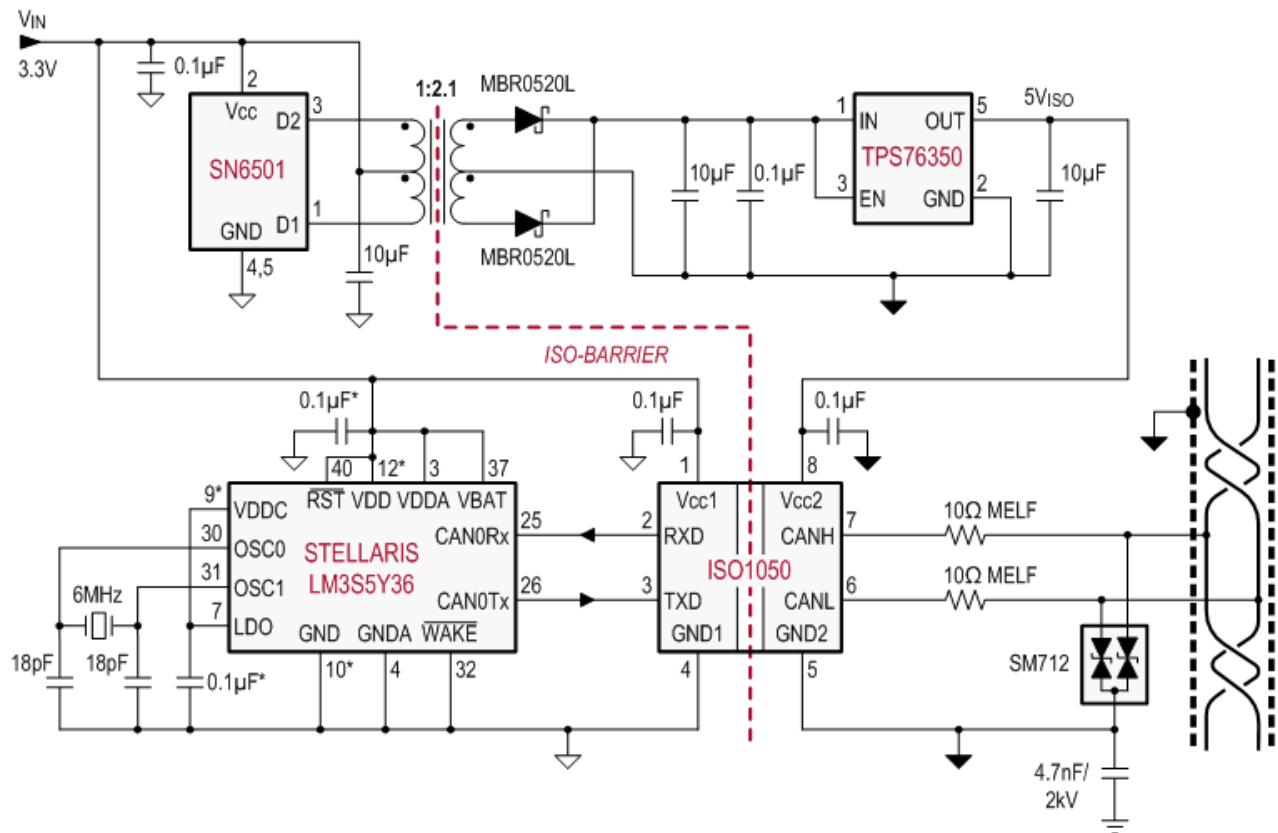 VIN
3.3V
0.1µF
2
Vcc
D2
3
SN6501
GND
D1
1
4,5
10µF
1:2.1
MBR0520L
MBR0520L
10µF
0.1µF
1
IN
OUT
5
TPS76350
3
EN
GND
2
5VISO
10µF
ISO-BARRIER
0.1µF*
40
12*
3
37
RST
VDD
VDDA
VBAT
9*
VDDC
30
OSC0
31
OSC1
7
LDO
STELLARIS
LM3S5Y36
CAN0Rx
25
CAN0Tx
26
GND
GNDA
WAKE
10*
4
32
6MHz
18pF
18pF
0.1µF*
0.1µF
1
Vcc1
2
RXD
3
TXD
GND1
4
ISO1050
0.1µF
8
Vcc2
CANH
7
CANL
6
GND2
5
10Ω MELF
10Ω MELF
SM712
4.7nF/
2kV